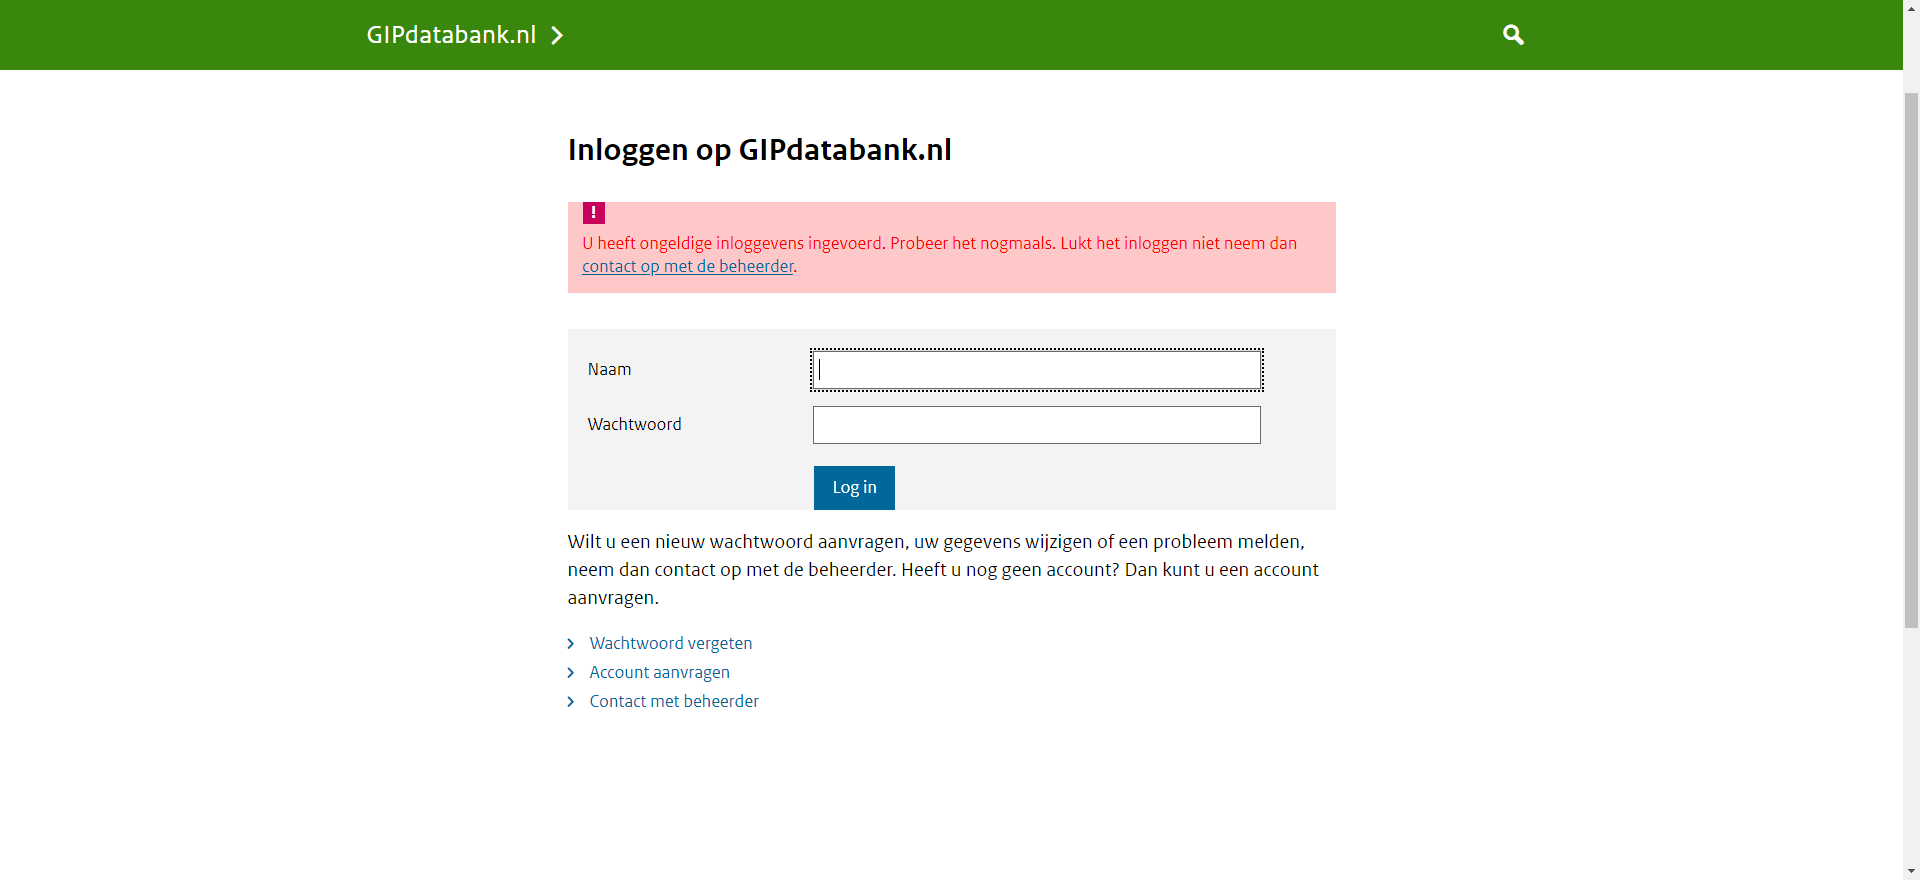 GIPdatabank.nl
Inloggen op GIPdatabank.nl
!
U heeft ongeldige inloggevens ingevoerd. Probeer het nogmaals. Lukt het inloggen niet neem dan
contact op met de beheerder.
Naam
Wachtwoord
Log in
Wilt u een nieuw wachtwoord aanvragen, uw gegevens wijzigen of een probleem melden,
neem dan contact op met de beheerder. Heeft u nog geen account? Dan kunt u een account
aanvragen.
Wachtwoord vergeten
Account aanvragen
Contact met beheerder